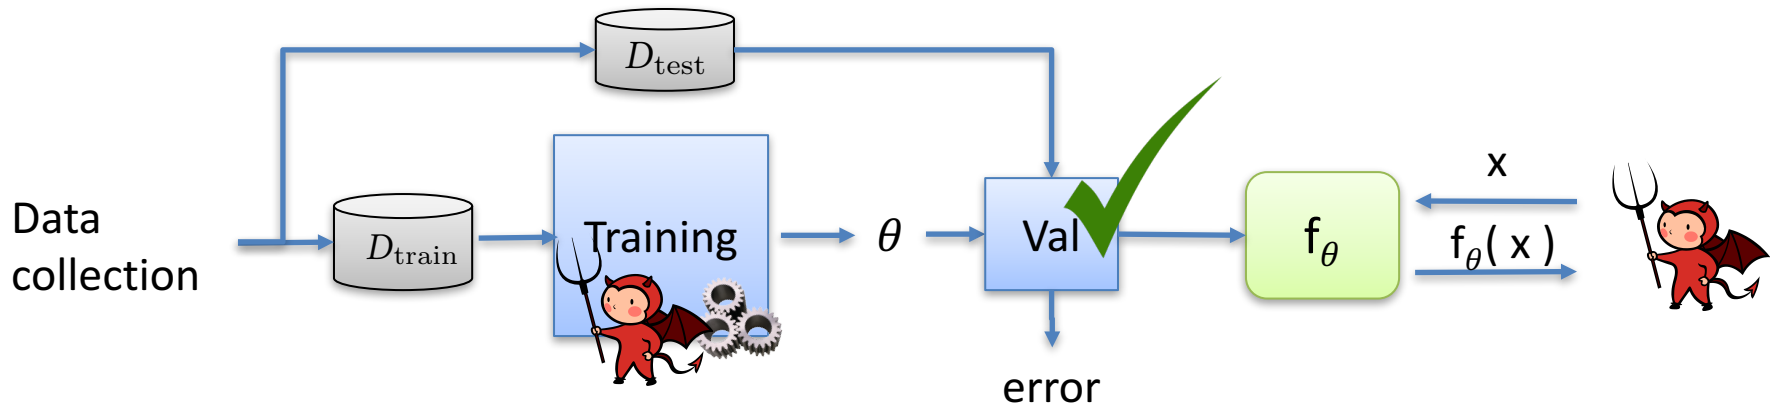 D_test
Data
collection
D_train
Training
θ
Val
f_θ
x
f_θ( x )
error